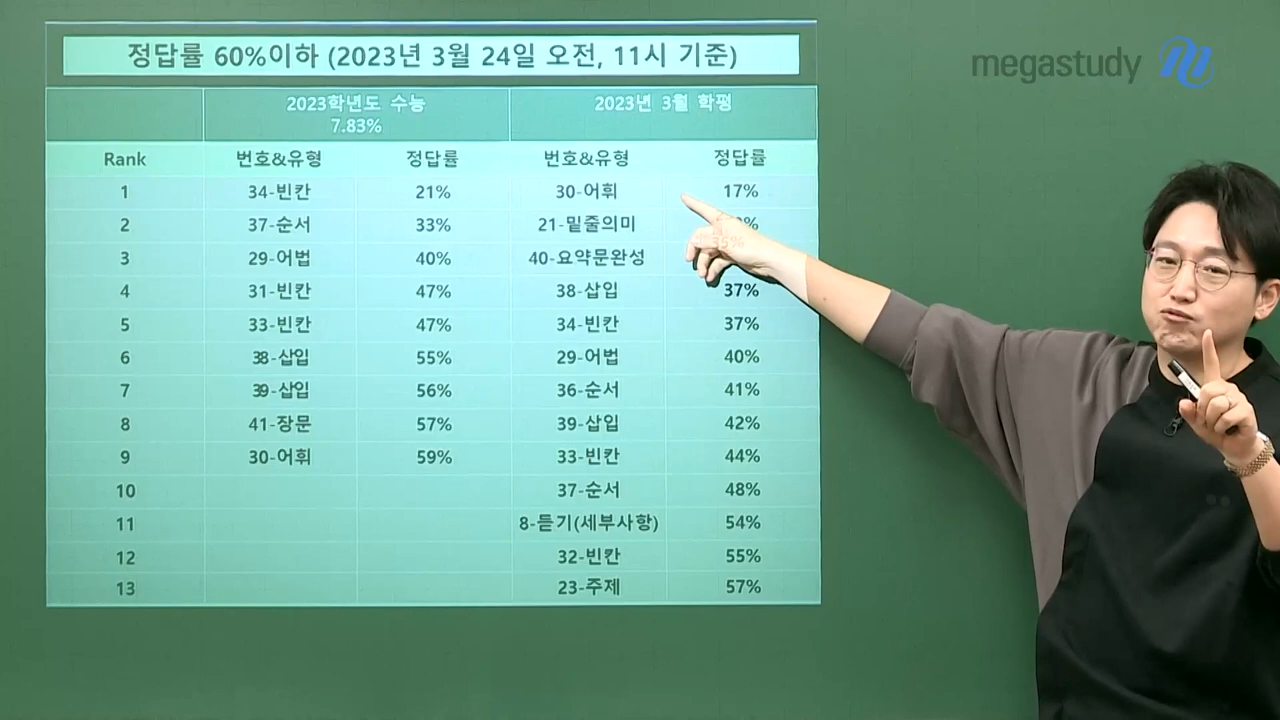 정답률 60%이하 (2023년 3월 24일 오전, 11시 기준)
megastudy
2023학년도 수능 2023년 3월 학평
7.83%
Rank 번호&유형 정답률 번호&유형 정답률
1 34-빈칸 21% 30-어휘 17%
2 37-순서 33% 21-밑줄의미
3 29-어법 40% 40-요약문완성 35%
4 31-빈칸 47% 38-삽입 37%
5 33-빈칸 47% 34-빈칸 37%
6 38-삽입 55% 29-어법 40%
7 39-삽입 56% 36-순서 41%
8 41-장문 57% 39-삽입 42%
9 30-어휘 59% 33-빈칸 44%
10 37-순서 48%
11 8-듣기(세부사항) 54%
12 32-빈칸 55%
13 23-주제 57%